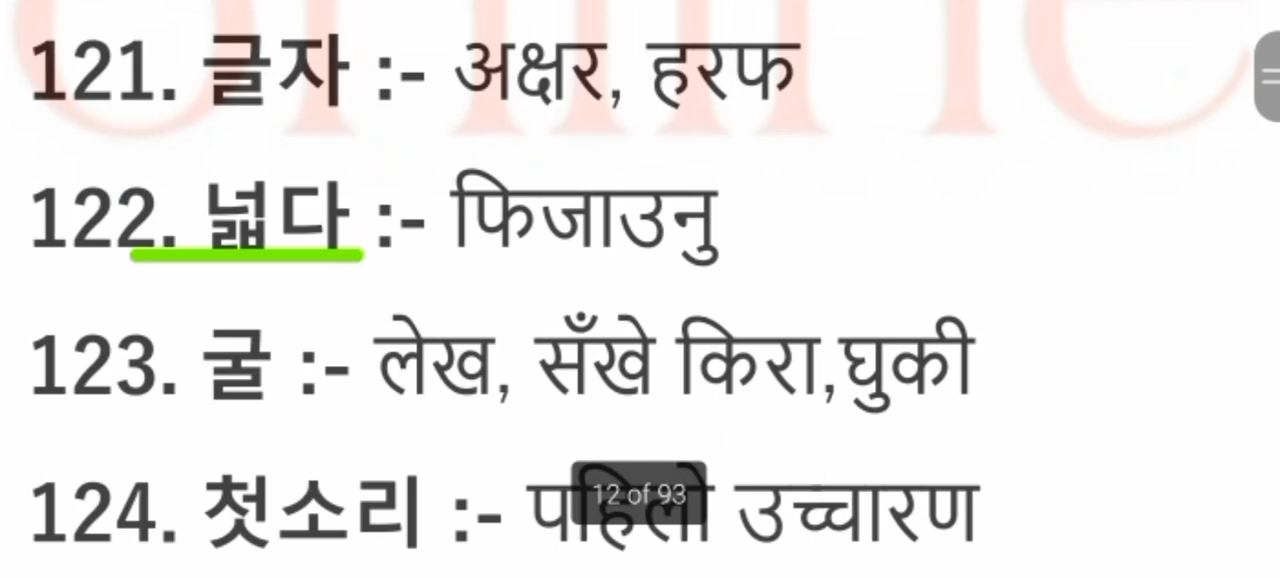 121. 글자 :- अक्षर, हरफ
122. 넓다 :- फिजाउनु
123. 굴 :- लेख, सँखे किरा,घुकी
124. 첫소리 :- पहिलो उच्चारण
12 of 93